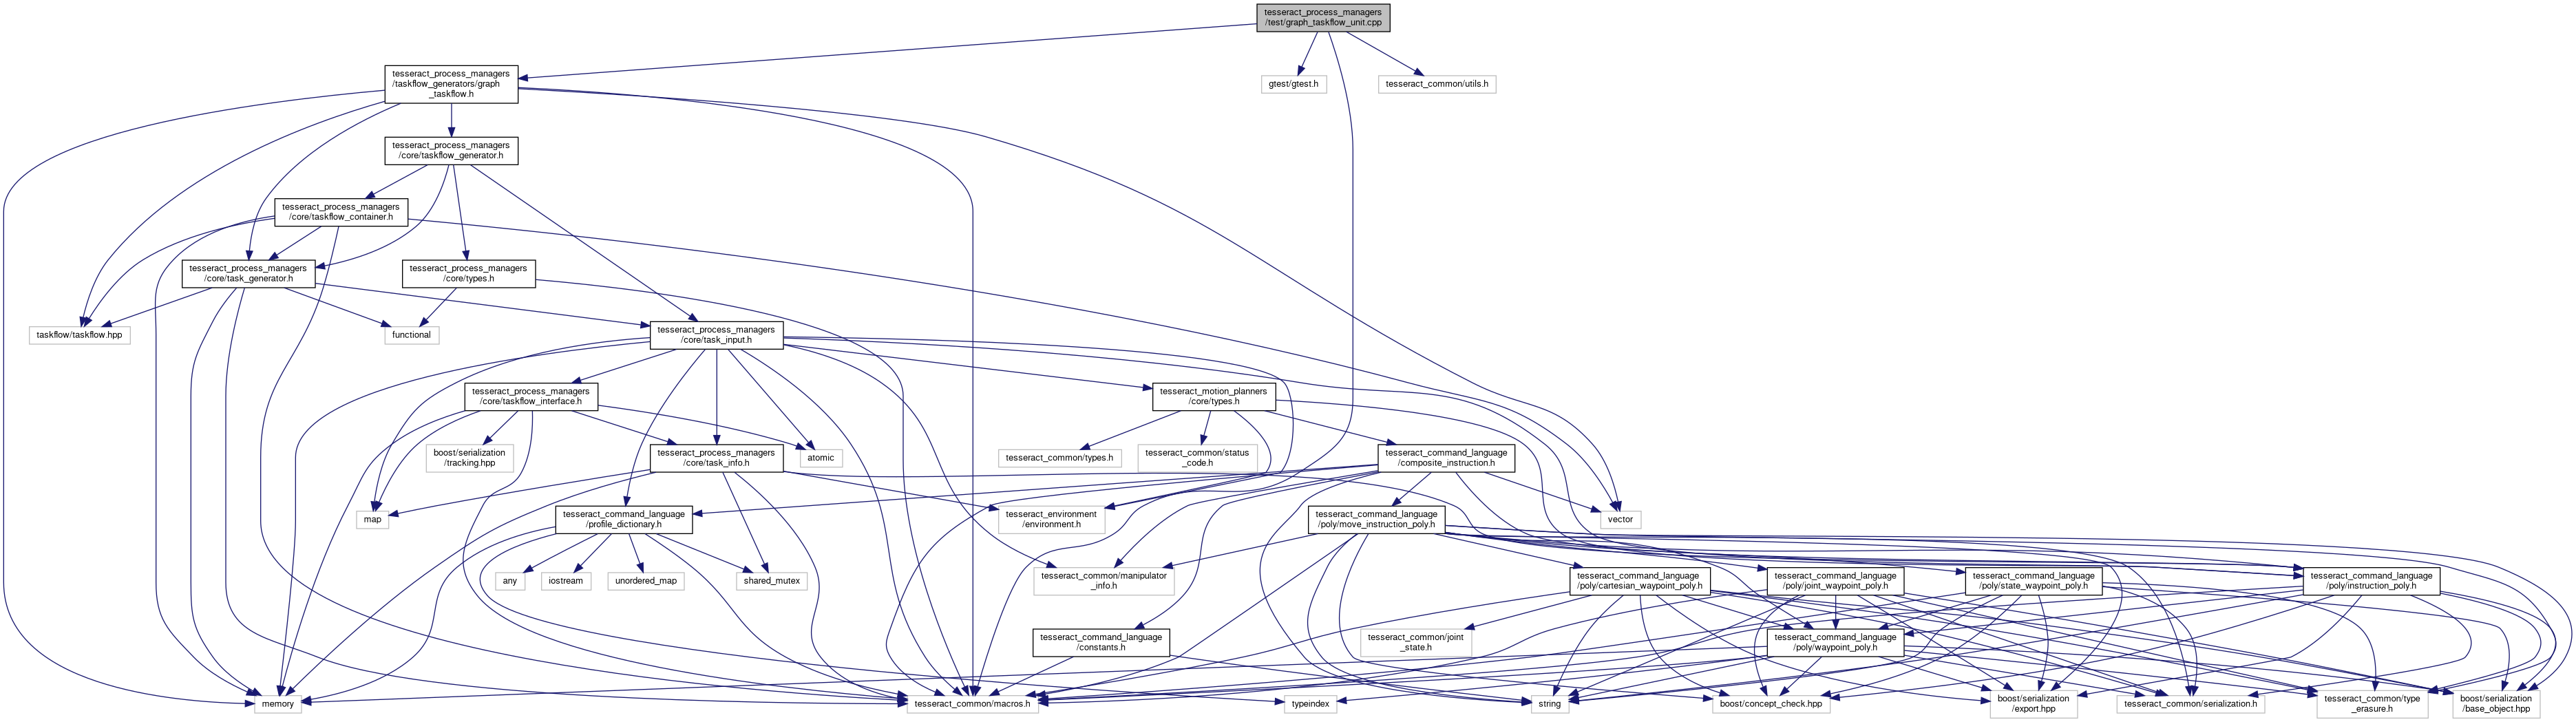 tesseract_process_managers
/test/graph_taskflow_unit.cpp
tesseract_process_managers
/taskflow_generators/graph
_taskflow.h
gtest/gtest.h
tesseract_common/utils.h
tesseract_process_managers
/core/taskflow_generator.h
tesseract_process_managers
/core/taskflow_container.h
tesseract_process_managers
/core/task_generator.h
tesseract_process_managers
/core/types.h
taskflow/taskflow.hpp
functional
tesseract_process_managers
/core/task_input.h
tesseract_process_managers
/core/taskflow_interface.h
tesseract_motion_planners
/core/types.h
boost/serialization
/tracking.hpp
tesseract_process_managers
/core/task_info.h
atomic
tesseract_common/types.h
tesseract_common/status
_code.h
tesseract_command_language
/composite_instruction.h
map
tesseract_command_language
/profile_dictionary.h
tesseract_environment
/environment.h
tesseract_command_language
/poly/move_instruction_poly.h
vector
any
iostream
unordered_map
shared_mutex
tesseract_common/manipulator
_info.h
tesseract_command_language
/poly/cartesian_waypoint_poly.h
tesseract_command_language
/poly/joint_waypoint_poly.h
tesseract_command_language
/poly/state_waypoint_poly.h
tesseract_command_language
/poly/instruction_poly.h
tesseract_command_language
/constants.h
tesseract_common/joint
_state.h
tesseract_command_language
/poly/waypoint_poly.h
memory
tesseract_common/macros.h
typeindex
string
boost/concept_check.hpp
boost/serialization
/export.hpp
tesseract_common/serialization.h
tesseract_common/type
_erasure.h
boost/serialization
/base_object.hpp